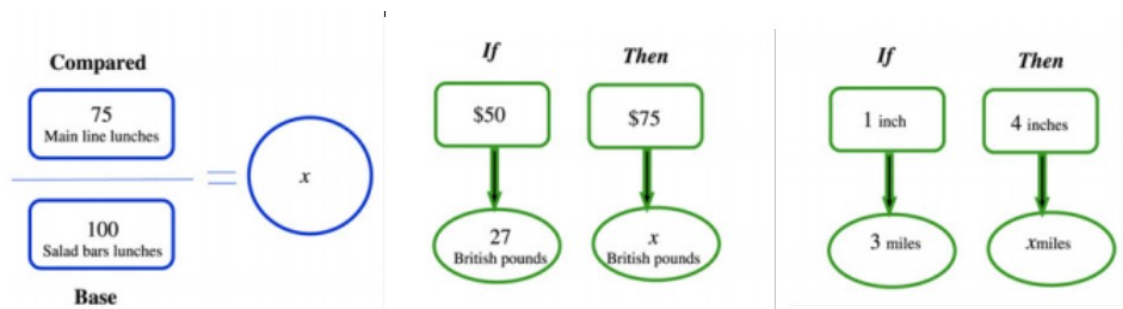 Compared
75
Main line lunches
=
x
100
Salad bars lunches
Base
If
Then
$50
$75
27
British pounds
x
British pounds
If
Then
1 inch
4 inches
3 miles
xmiles